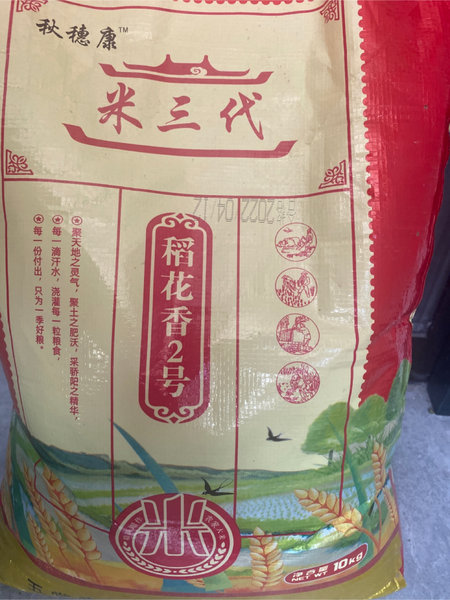 秋穗康™
米三代
2022 04/12
稻花香2号
聚天地之灵气，聚土之肥沃，采骄阳之精华，
每一滴汗水，浇灌每一粒粮食，
每一份付出，只为一季好粮。
米
净含量
NET WT 10KG